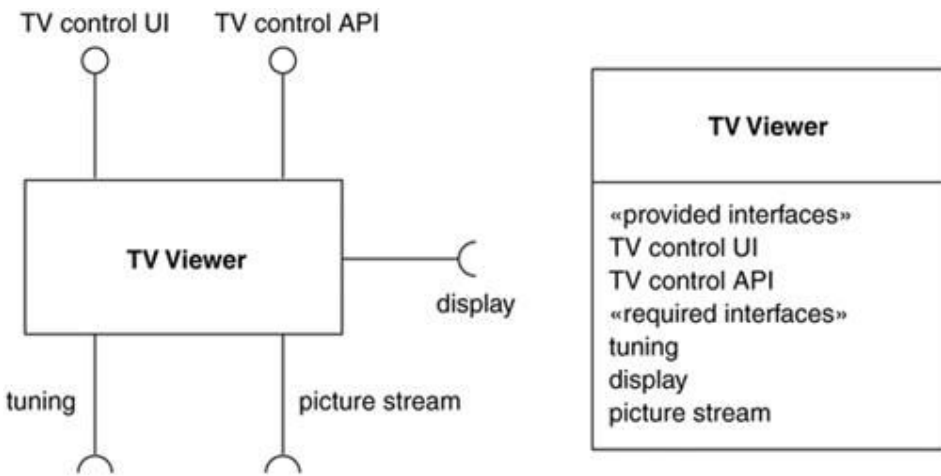 TV control UI
TV control API
TV Viewer
display
tuning
picture stream
TV Viewer
«provided interfaces»
TV control UI
TV control API
«required interfaces»
tuning
display
picture stream